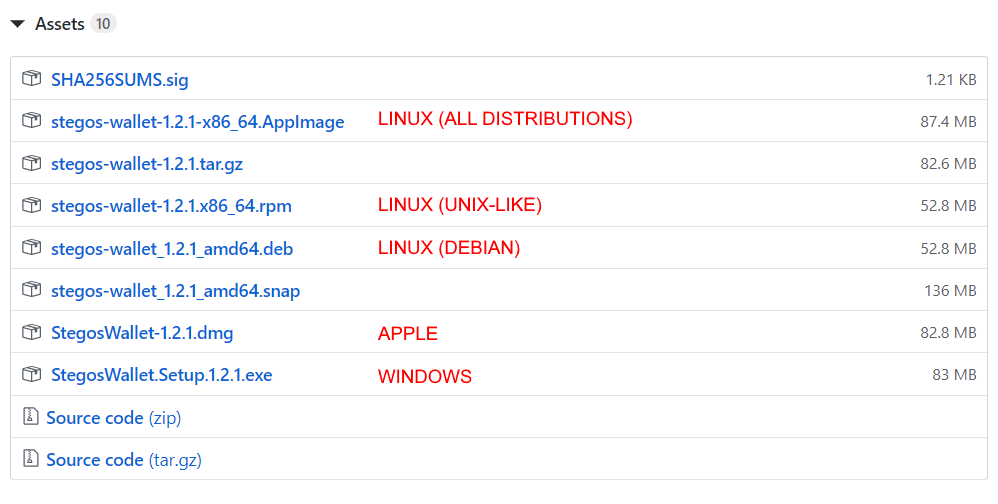 Assets 10
SHA256SUMS.sig 1.21 KB
stegos-wallet-1.2.1-x86_64.AppImage LINUX (ALL DISTRIBUTIONS) 87.4 MB
stegos-wallet-1.2.1.tar.gz 82.6 MB
stegos-wallet-1.2.1.x86_64.rpm LINUX (UNIX-LIKE) 52.8 MB
stegos-wallet_1.2.1_amd64.deb LINUX (DEBIAN) 52.8 MB
stegos-wallet_1.2.1_amd64.snap 136 MB
StegosWallet-1.2.1.dmg APPLE 82.8 MB
StegosWallet.Setup.1.2.1.exe WINDOWS 83 MB
Source code (zip)
Source code (tar.gz)